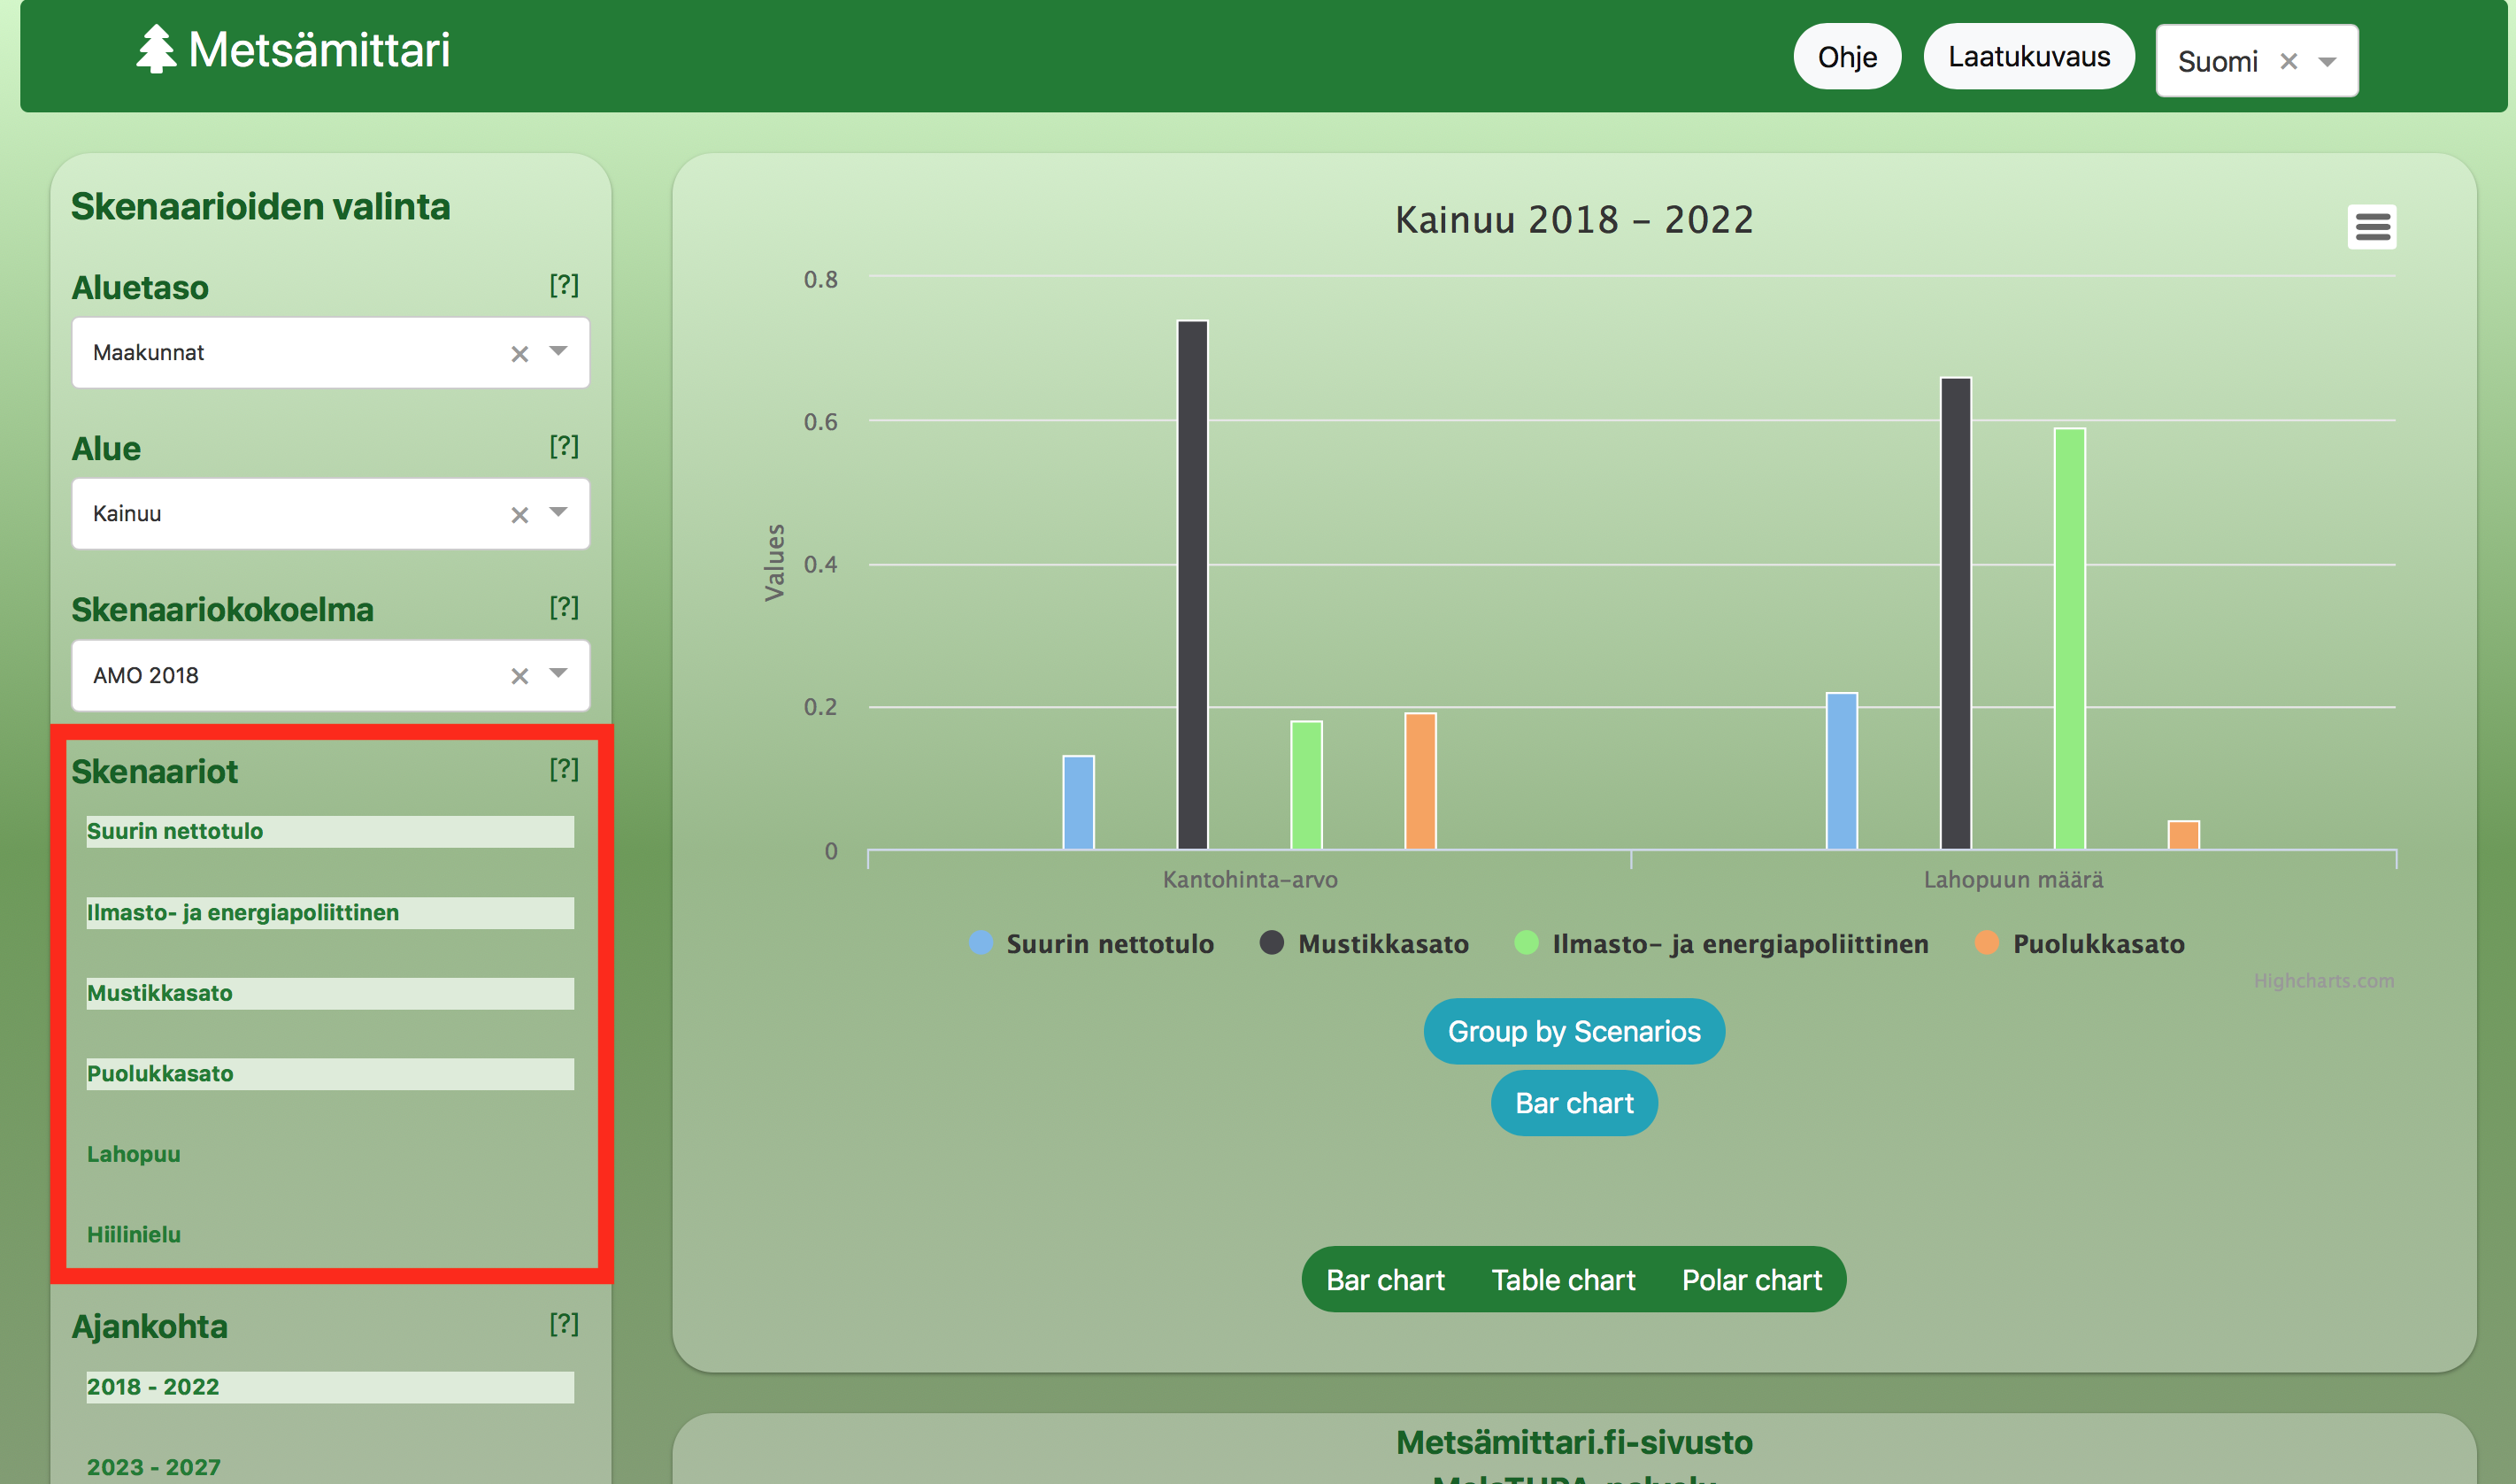 Metsämittari
Ohje
Laatukuvaus
Suomi
Skenaarioiden valinta
Aluetaso [?]
Maakunnat
Alue [?]
Kainuu
Skenaariokokoelma [?]
AMO 2018
Skenaariot [?]
Suurin nettotulo
Ilmasto- ja energiapoliittinen
Mustikkasato
Puolukkasato
Lahopuu
Hiilinielu
Ajankohta [?]
2018 - 2022
2023 - 2027
Kainuu 2018 – 2022
Values
0.8
0.6
0.4
0.2
0
Kantohinta-arvo
Lahopuun määrä
Suurin nettotulo
Mustikkasato
Ilmasto- ja energiapoliittinen
Puolukkasato
Highcharts.com
Group by Scenarios
Bar chart
Bar chart
Table chart
Polar chart
Metsämittari.fi-sivusto